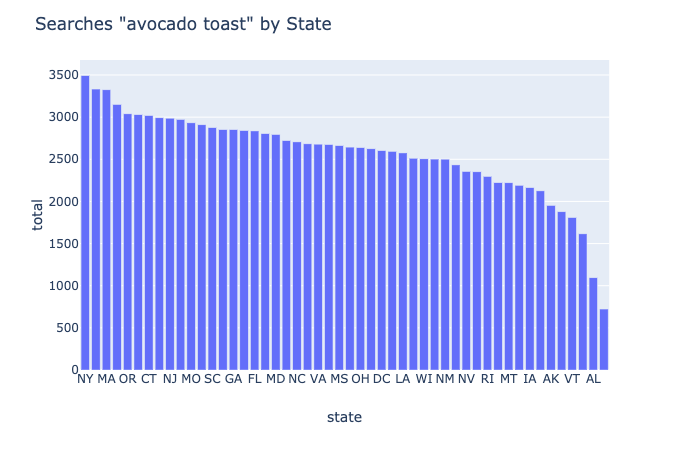 Searches "avocado toast" by State
3500
3000
2500
2000
1500
1000
500
0
total
NY MA OR CT NJ MO SC GA FL MD NC VA MS OH DC LA WI NM NV RI MT IA AK VT AL
state